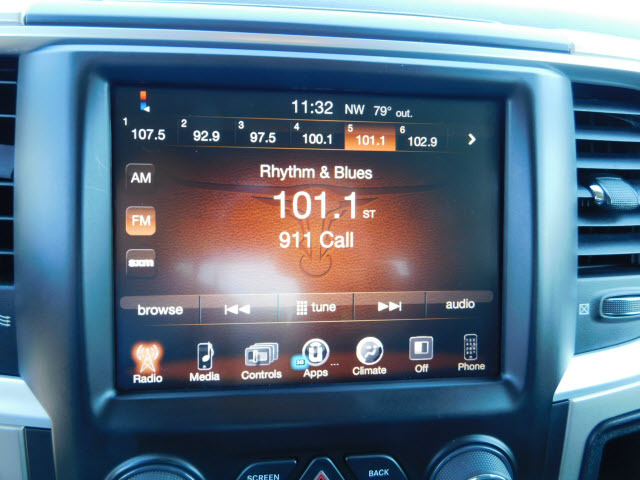 11:32 NW 79° out.
1 107.5 2 92.9 3 97.5 4 100.1 5 101.1 6 102.9
AM
Rhythm & Blues
FM
101.1 ST
911 Call
sxm
browse tune audio
Radio Media Controls Apps Climate Off Phone
SCREEN BACK